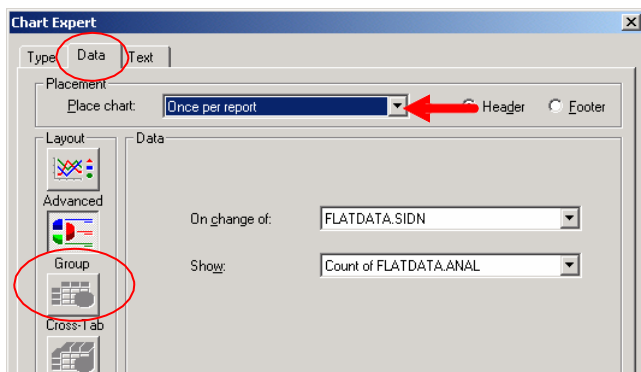 Chart Expert
Type Data Text
Placement
Place chart: Once per report Header Footer
Layout Data
Advanced
On change of: FLATDATA.SIDN
Group
Show: Count of FLATDATA.ANAL
Cross-Tab